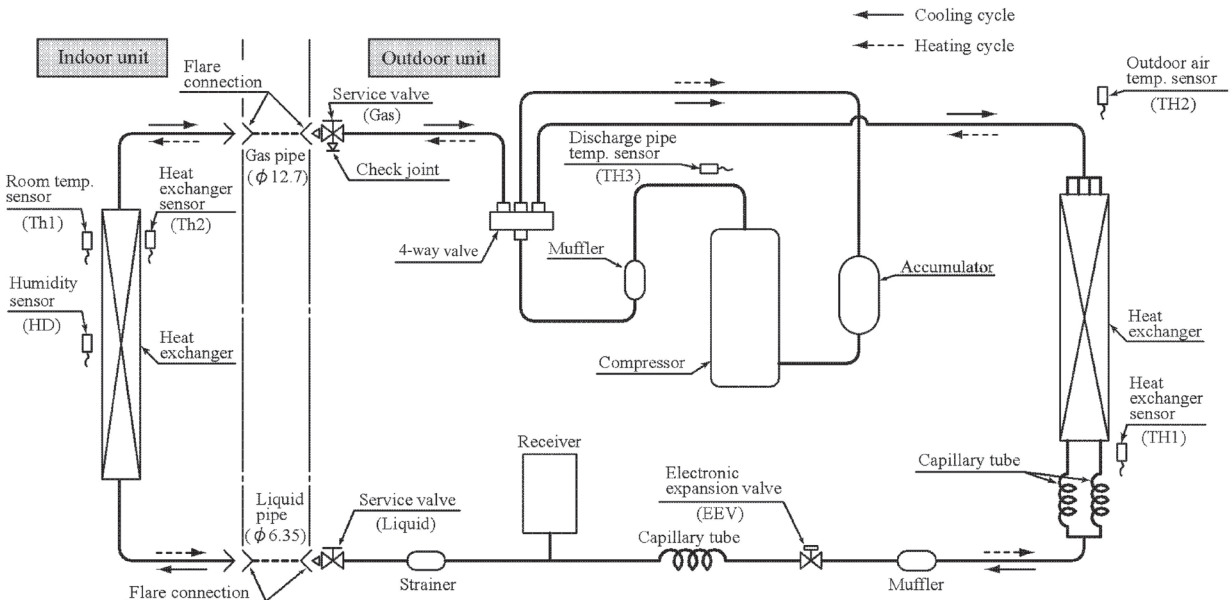 Cooling cycle
Heating cycle
Indoor unit
Outdoor unit
Flare
connection
Service valve
(Gas)
Check joint
Gas pipe
(ϕ 12.7)
Outdoor air
temp. sensor
(TH2)
Discharge pipe
temp. sensor
(TH3)
Room temp.
sensor
(Th1)
Heat
exchanger
sensor
(Th2)
4-way valve
Muffler
Accumulator
Humidity
sensor
(HD)
Heat
exchanger
Compressor
Heat
exchanger
Heat
exchanger
sensor
(TH1)
Receiver
Capillary tube
Electronic
expansion valve
(EEV)
Liquid
pipe
(ϕ6.35)
Service valve
(Liquid)
Capillary tube
Strainer
Muffler
Flare connection